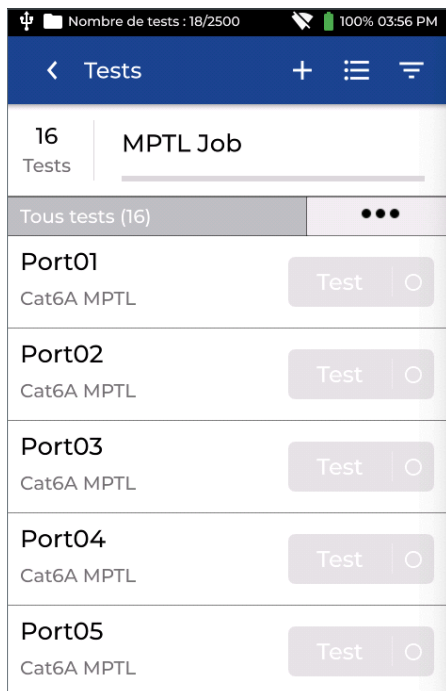 Nombre de tests : 18/2500 100% 03:56 PM
Tests
16
Tests
MPTL Job
Tous tests (16)
Port01
Cat6A MPTL
Test
Port02
Cat6A MPTL
Test
Port03
Cat6A MPTL
Test
Port04
Cat6A MPTL
Test
Port05
Cat6A MPTL
Test